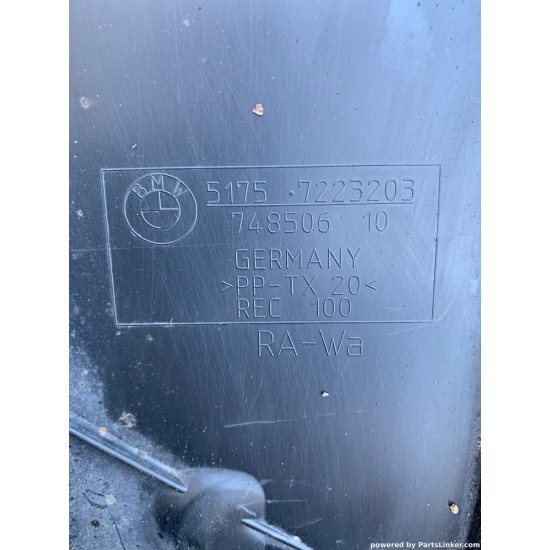 BMW 5175 7223203
748506 10
GERMANY
>PP-TX 20<
REC 100
RA-Wa
powered by PartsLinker.com